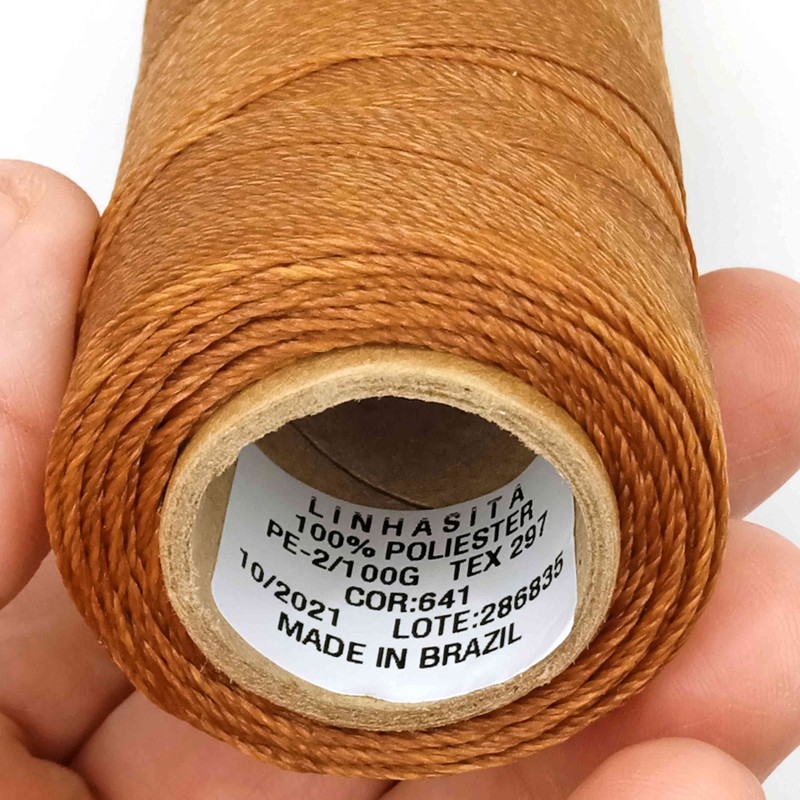 LINHASITA
100% POLIESTER
PE-2/100G TEX 297
COR:641
10/2021 LOTE:286835
MADE IN BRAZIL